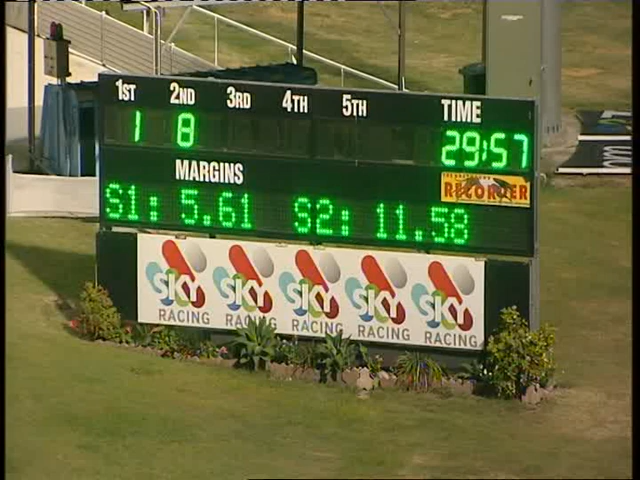 1ST 2ND 3RD 4TH 5TH TIME
1 8 29:57
MARGINS
RECORDER
S1: 5.61 S2: 11.58
SKY SKY SKY SKY SKY
RACING RACING RACING RACING RACING